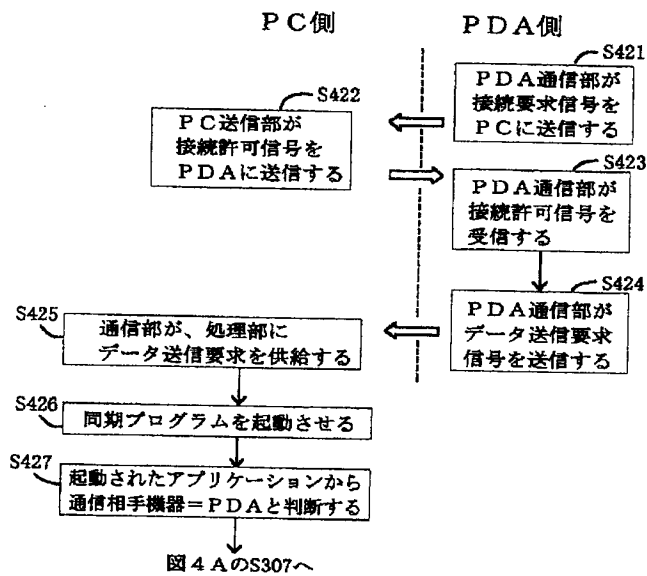 PC側
PDA側
S421
PDA通信部が
接続要求信号を
PCに送信する
S422
PC送信部が
接続許可信号を
PDAに送信する
S423
PDA通信部が
接続許可信号を
受信する
S424
PDA通信部が
データ送信要求
信号を送信する
S425
通信部が、処理部に
データ送信要求を供給する
S426
同期プログラムを起動させる
S427
起動されたアプリケーションから
通信相手機器=PDAと判断する
図4AのS307へ